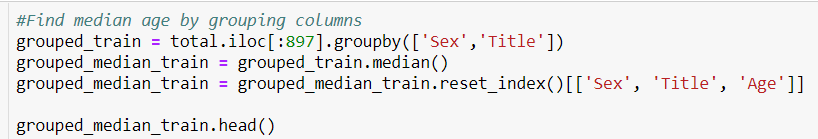 #Find median age by grouping columns
grouped_train = total.iloc[:897].groupby(['Sex','Title'])
grouped_median_train = grouped_train.median()
grouped_median_train = grouped_median_train.reset_index()[['Sex', 'Title', 'Age']]
grouped_median_train.head()